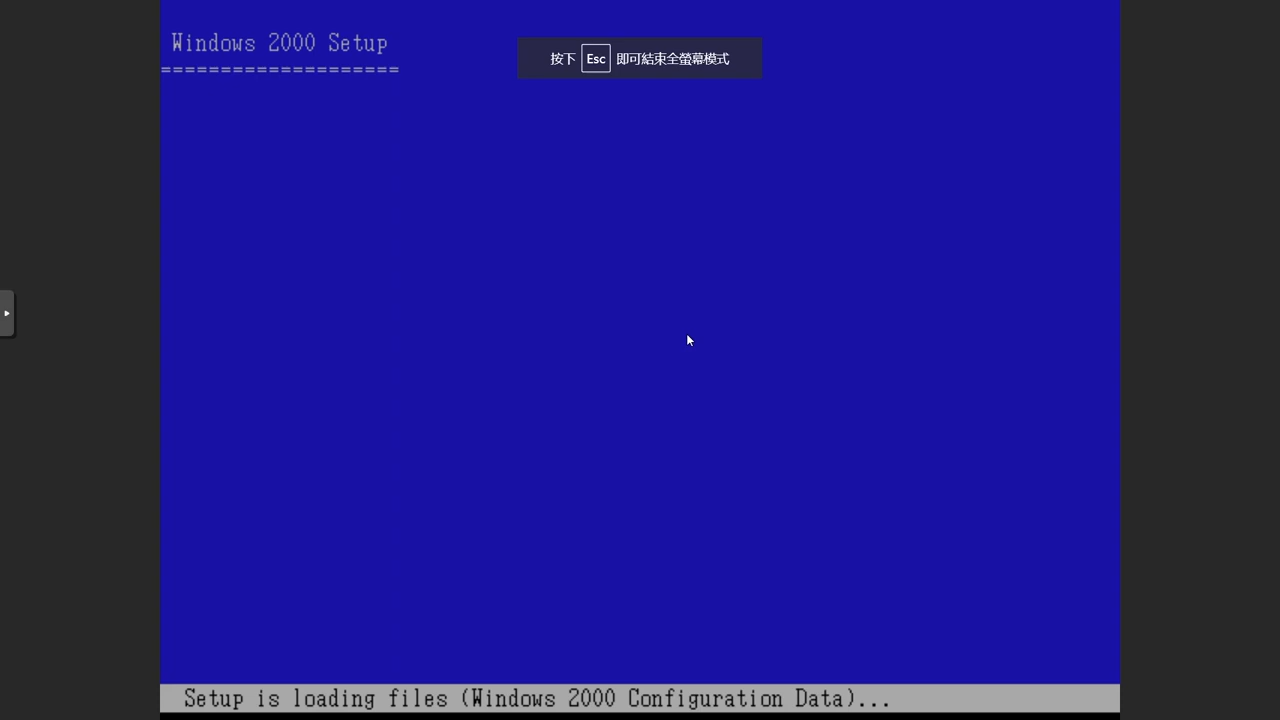 Windows 2000 Setup
====================
按下 Esc 即可結束全螢幕模式
Setup is loading files (Windows 2000 Configuration Data)...